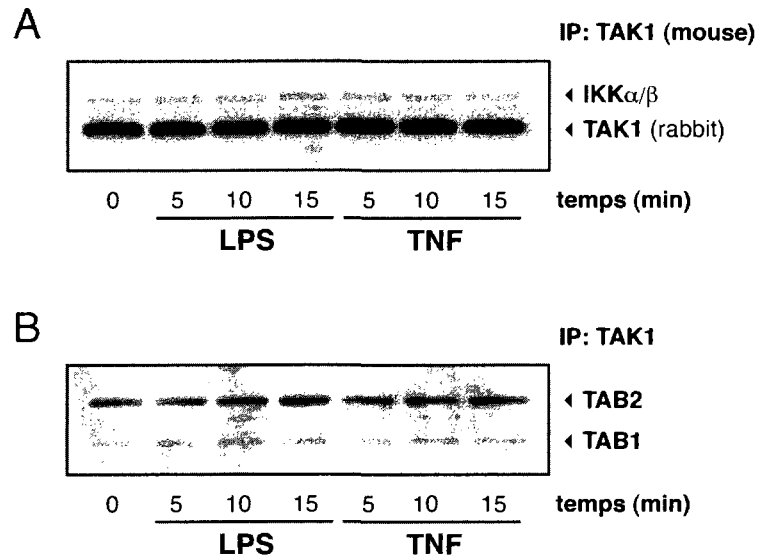 A
IP: TAK1 (mouse)
IKKα/β
TAK1 (rabbit)
0 5 10 15 5 10 15 temps (min)
LPS TNF
B
IP: TAK1
TAB2
TAB1
0 5 10 15 5 10 15 temps (min)
LPS TNF